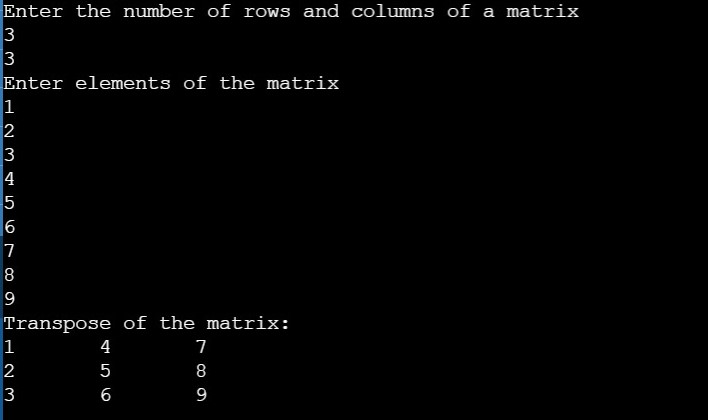 Enter the number of rows and columns of a matrix
3
3
Enter elements of the matrix
1
2
3
4
5
6
7
8
9
Transpose of the matrix:
1	4	7
2	5	8
3	6	9